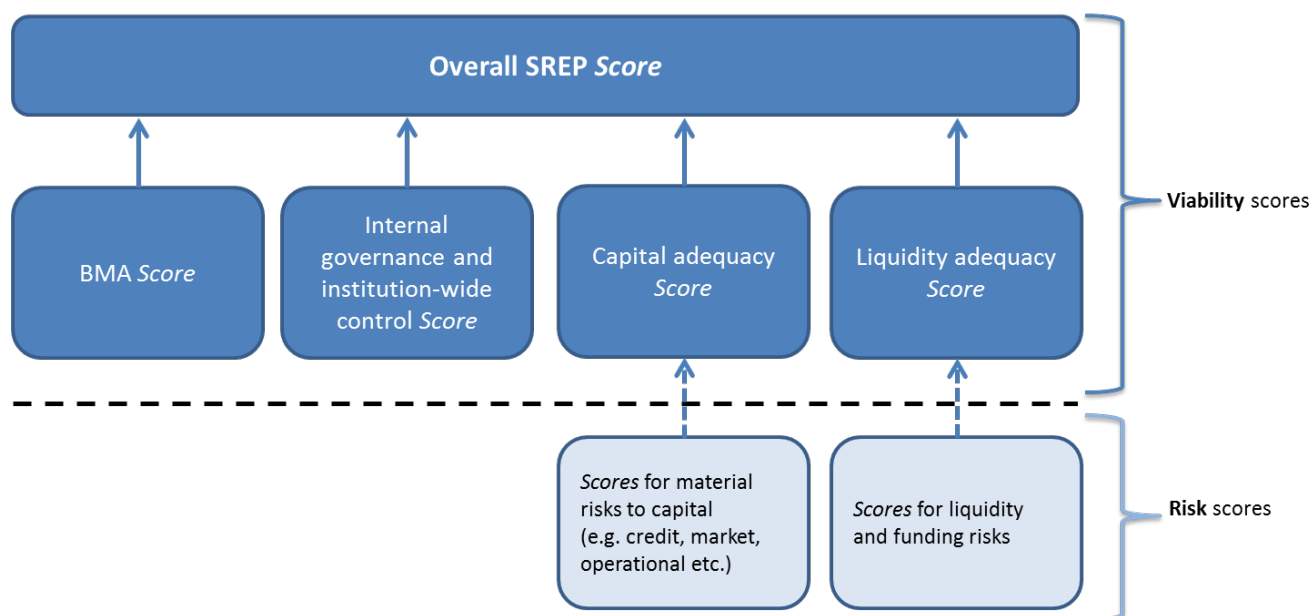 Overall SREP Score
BMA Score
Internal
governance and
institution-wide
control Score
Capital adequacy
Score
Liquidity adequacy
Score
Viability scores
Scores for material
risks to capital
(e.g. credit, market,
operational etc.)
Scores for liquidity
and funding risks
Risk scores